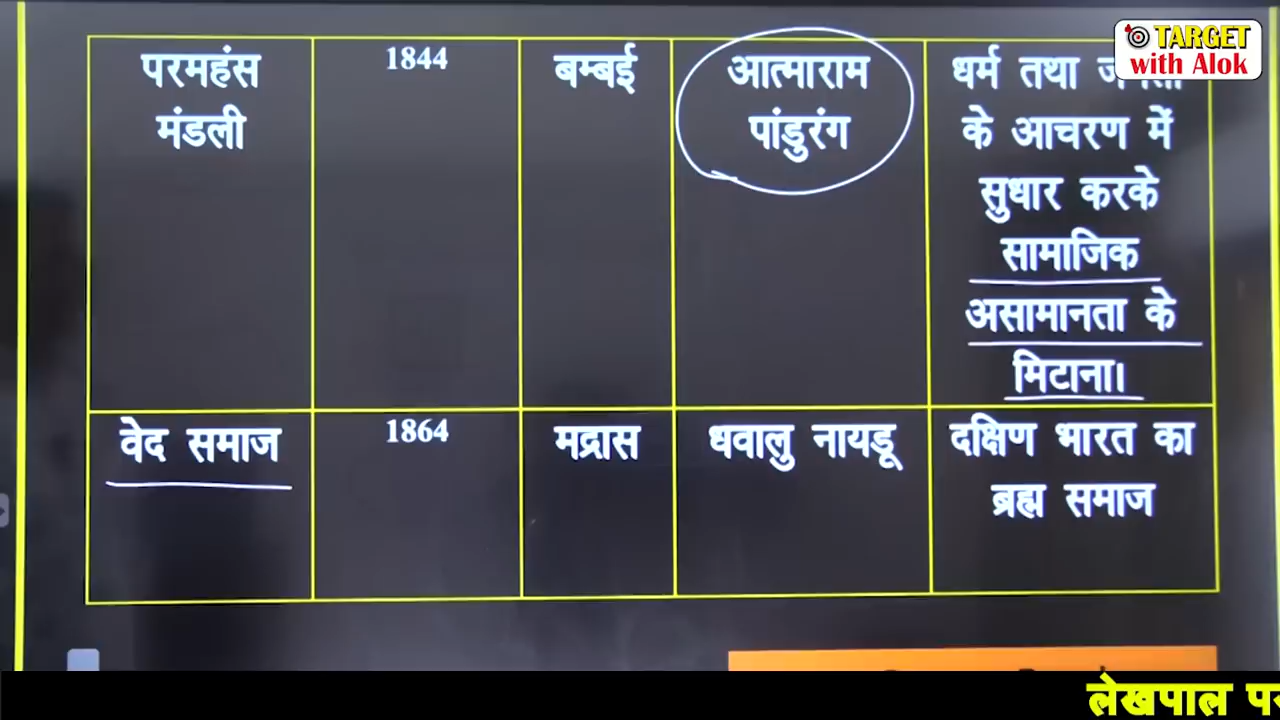 TARGET
with Alok
परमहंस
मंडली
1844
बम्बई
आत्माराम
पांडुरंग
धर्म तथा
के आचरण में
सुधार करके
सामाजिक
असामानता के
मिटाना।
वेद समाज
1864
मद्रास
धवालु नायडू
दक्षिण भारत का
ब्रह्म समाज
लेखपाल